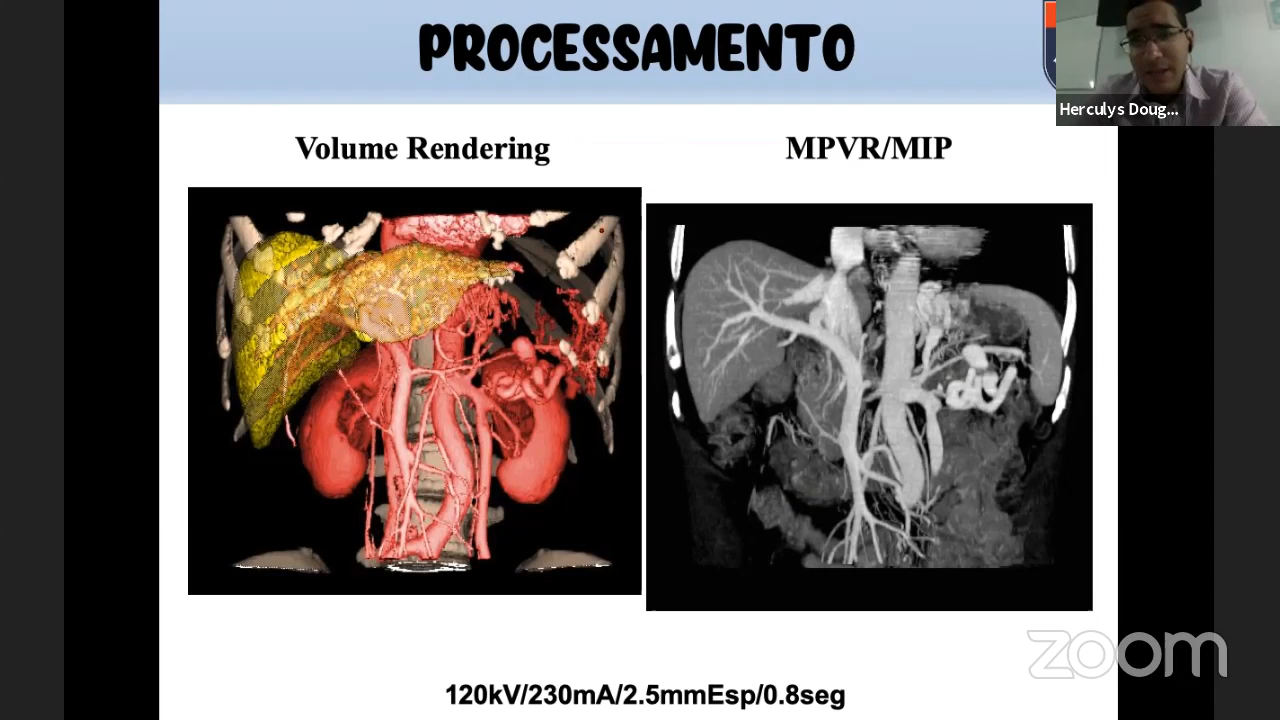 PROCESSAMENTO
Herculys Doug...
Volume Rendering
MPVR/MIP
zoom
120kV/230mA/2.5mmEsp/0.8seg